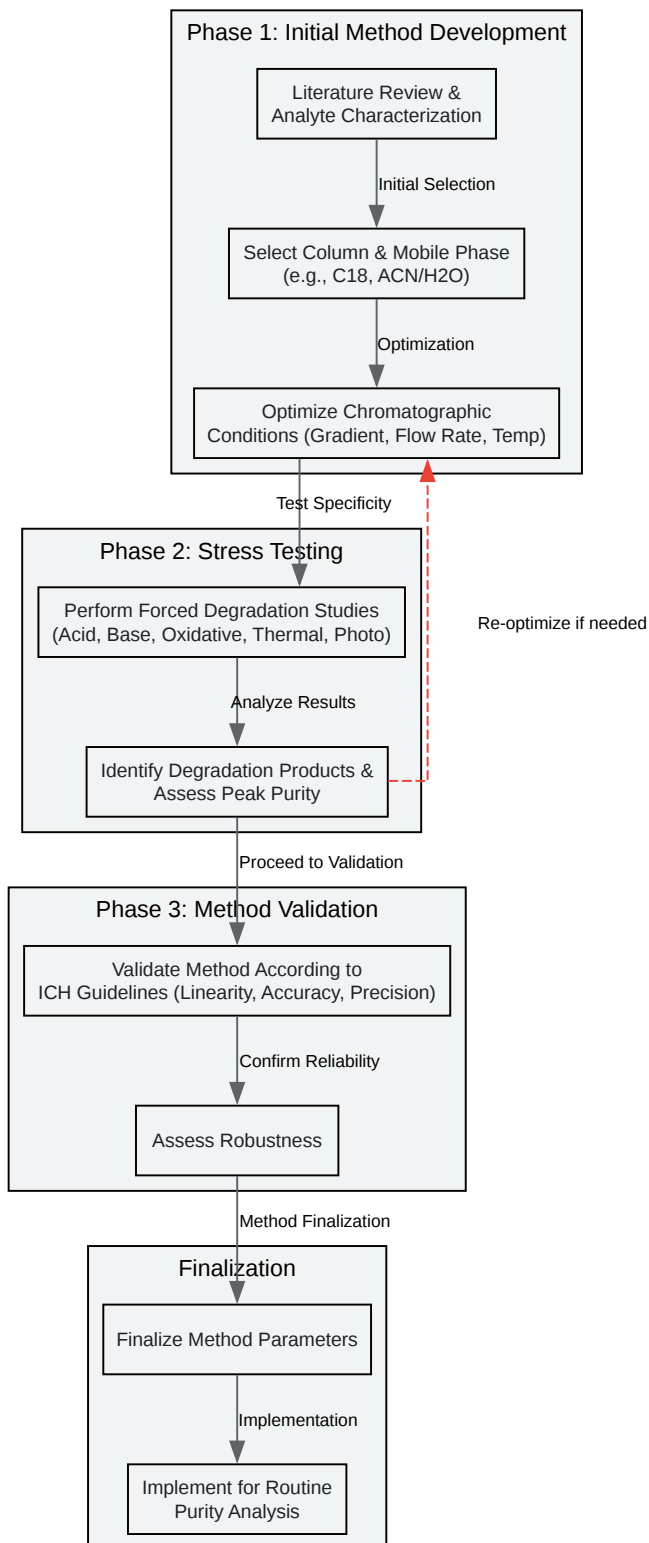 Phase 1: Initial Method Development
Literature Review &
Analyte Characterization
Initial Selection
Select Column & Mobile Phase
(e.g., C18, ACN/H2O)
Optimization
Optimize Chromatographic
Conditions (Gradient, Flow Rate, Temp)
Test Specificity
Phase 2: Stress Testing
Perform Forced Degradation Studies
(Acid, Base, Oxidative, Thermal, Photo)
Re-optimize if needed
Analyze Results
Identify Degradation Products &
Assess Peak Purity
Proceed to Validation
Phase 3: Method Validation
Validate Method According to
ICH Guidelines (Linearity, Accuracy, Precision)
Confirm Reliability
Assess Robustness
Method Finalization
Finalization
Finalize Method Parameters
Implementation
Implement for Routine
Purity Analysis